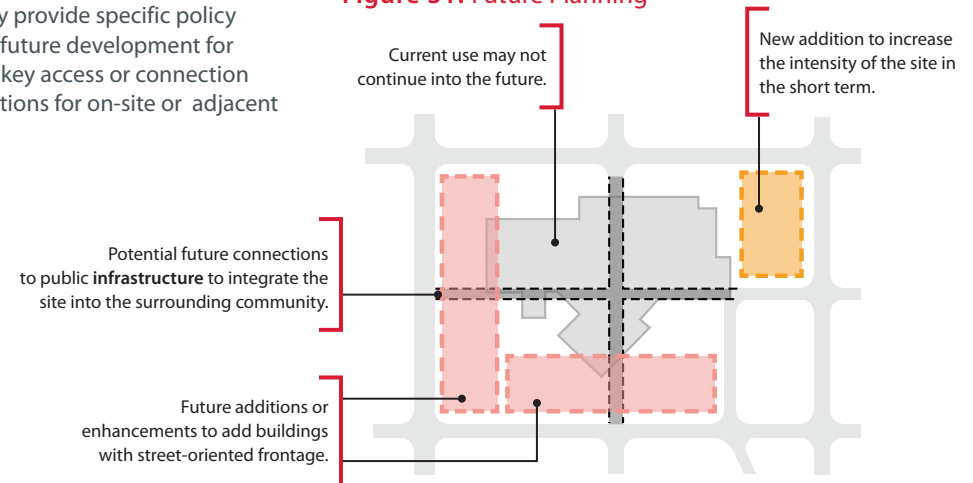 y provide specific policy
future development for
key access or connection
tions for on-site or adjacent
Future Planning
Current use may not
continue into the future.
New addition to increase
the intensity of the site in
the short term.
Potential future connections
to public infrastructure to integrate the
site into the surrounding community.
Future additions or
enhancements to add buildings
with street-oriented frontage.